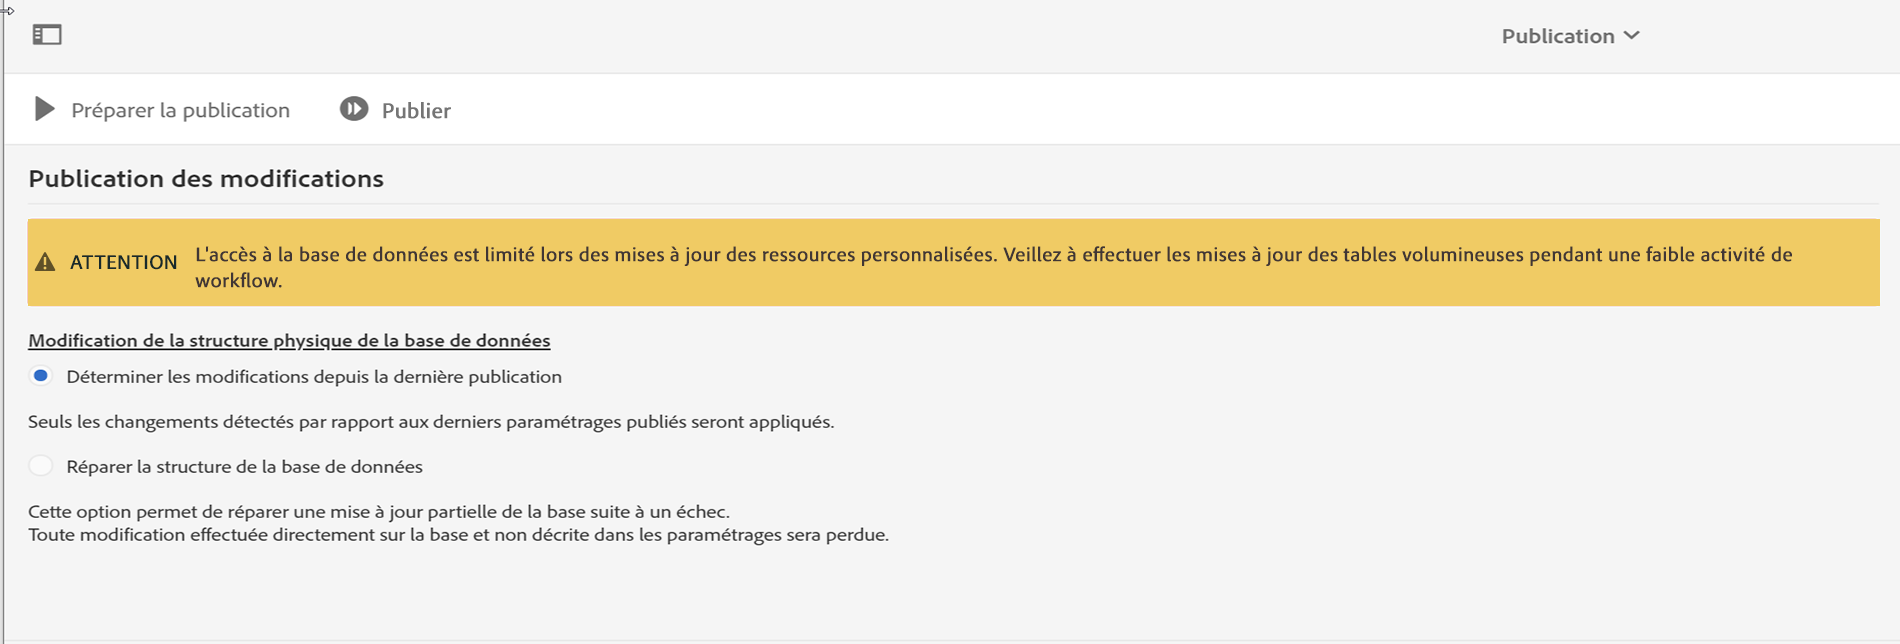 Publication
Préparer la publication
Publier
Publication des modifications
ATTENTION
L'accès à la base de données est limité lors des mises à jour des ressources personnalisées. Veillez à effectuer les mises à jour des tables volumineuses pendant une faible activité de
workflow.
Modification de la structure physique de la base de données
Déterminer les modifications depuis la dernière publication
Seuls les changements détectés par rapport aux derniers paramétrages publiés seront appliqués.
Réparer la structure de la base de données
Cette option permet de réparer une mise à jour partielle de la base suite à un échec.
Toute modification effectuée directement sur la base et non décrite dans les paramétrages sera perdue.